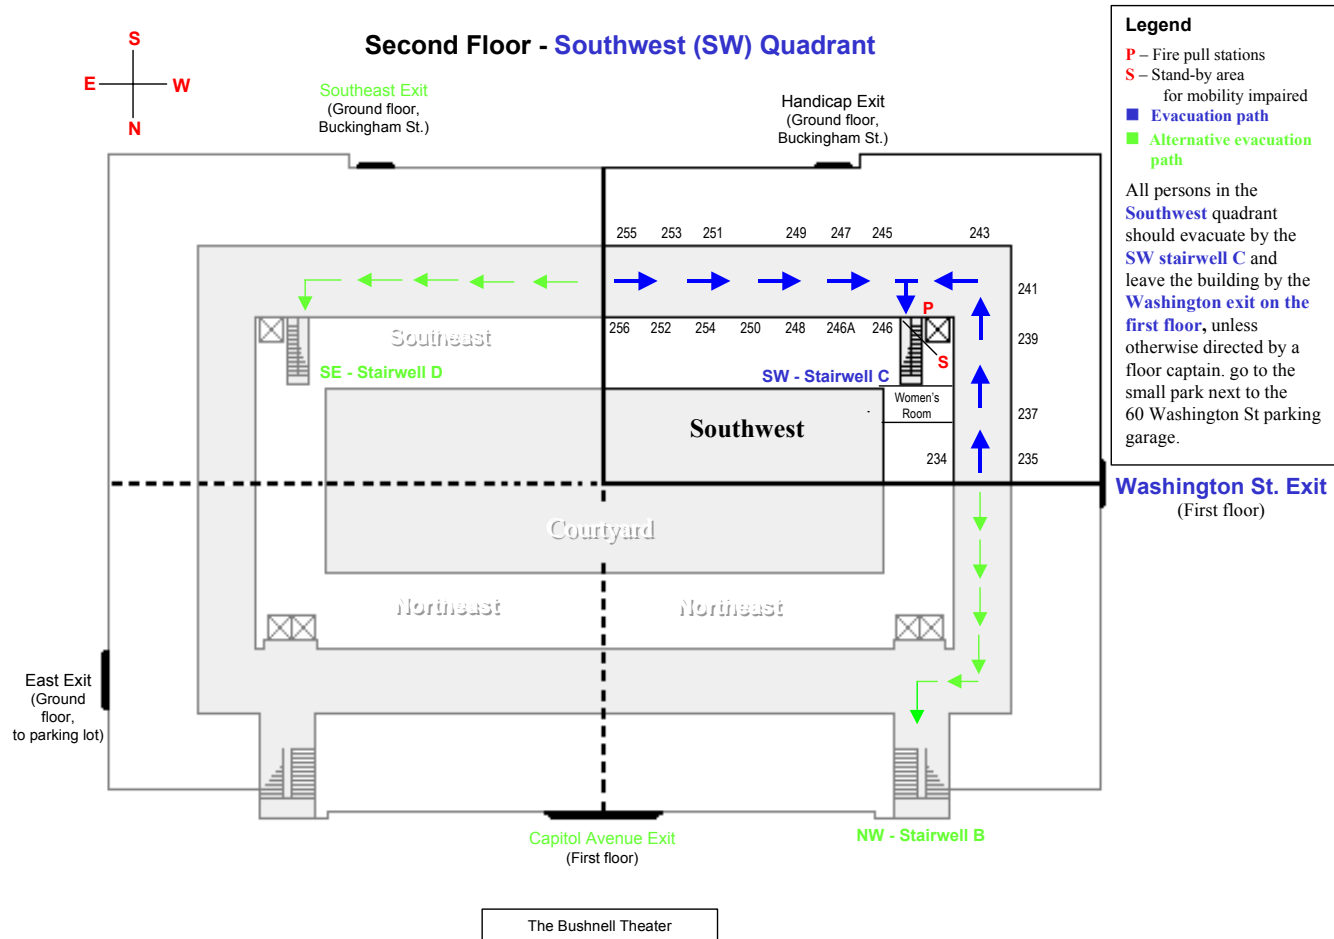 Second Floor - Southwest (SW) Quadrant
S
E
W
N
Southeast Exit
(Ground floor,
Buckingham St.)
Handicap Exit
(Ground floor,
Buckingham St.)
Legend
P – Fire pull stations
S – Stand-by area
for mobility impaired
Evacuation path
Alternative evacuation
path
All persons in the
Southwest quadrant
should evacuate by the
SW stairwell C and
leave the building by the
Washington exit on the
first floor, unless
otherwise directed by a
floor captain. go to the
small park next to the
60 Washington St parking
garage.
255 253 251 249 247 245 243
241
239
237
235
256 252 254 250 248 246A 246
P
S
Southeast
SE - Stairwell D
SW - Stairwell C
Women's
Room
Southwest
234
Washington St. Exit
(First floor)
Courtyard
Northeast
Northeast
East Exit
(Ground
floor,
to parking lot)
Capitol Avenue Exit
(First floor)
NW - Stairwell B
The Bushnell Theater